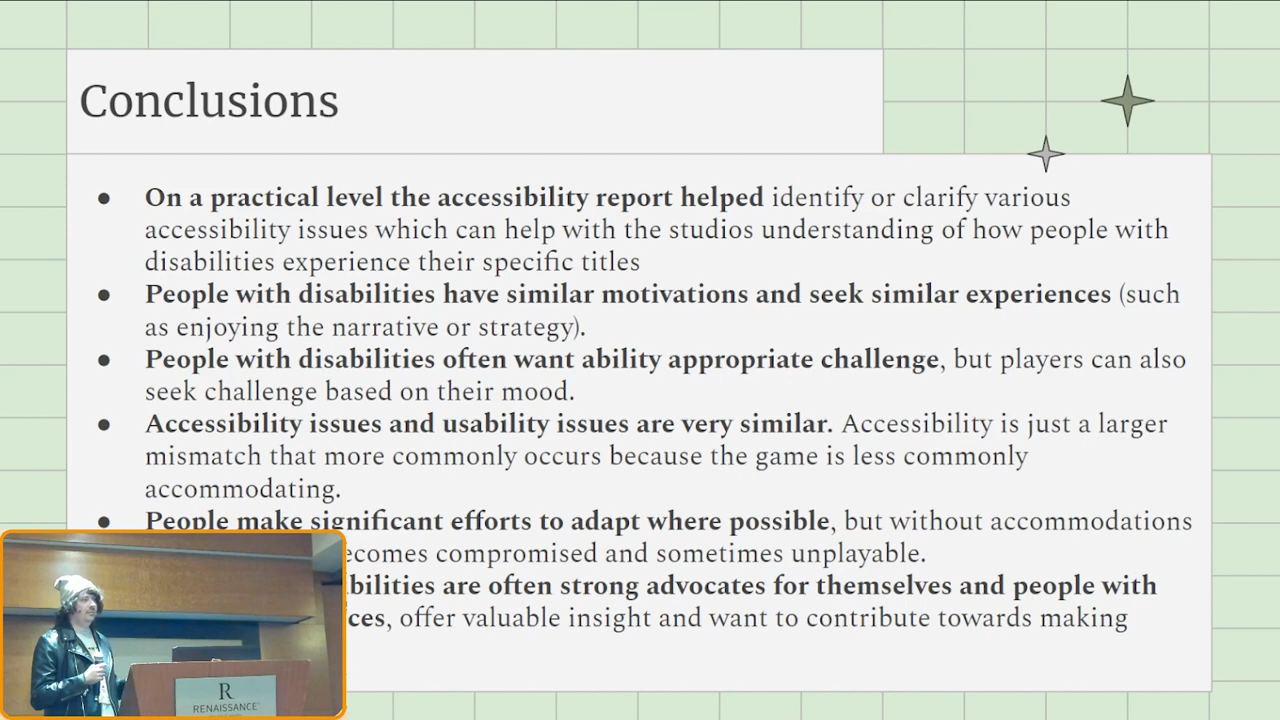 Conclusions
● On a practical level the accessibility report helped identify or clarify various
accessibility issues which can help with the studios understanding of how people with
disabilities experience their specific titles
● People with disabilities have similar motivations and seek similar experiences (such
as enjoying the narrative or strategy).
● People with disabilities often want ability appropriate challenge, but players can also
seek challenge based on their mood.
● Accessibility issues and usability issues are very similar. Accessibility is just a larger
mismatch that more commonly occurs because the game is less commonly
accommodating.
● People make significant efforts to adapt where possible, but without accommodations
ecomes compromised and sometimes unplayable.
bilities are often strong advocates for themselves and people with
ces, offer valuable insight and want to contribute towards making
R
RENAISSANCE